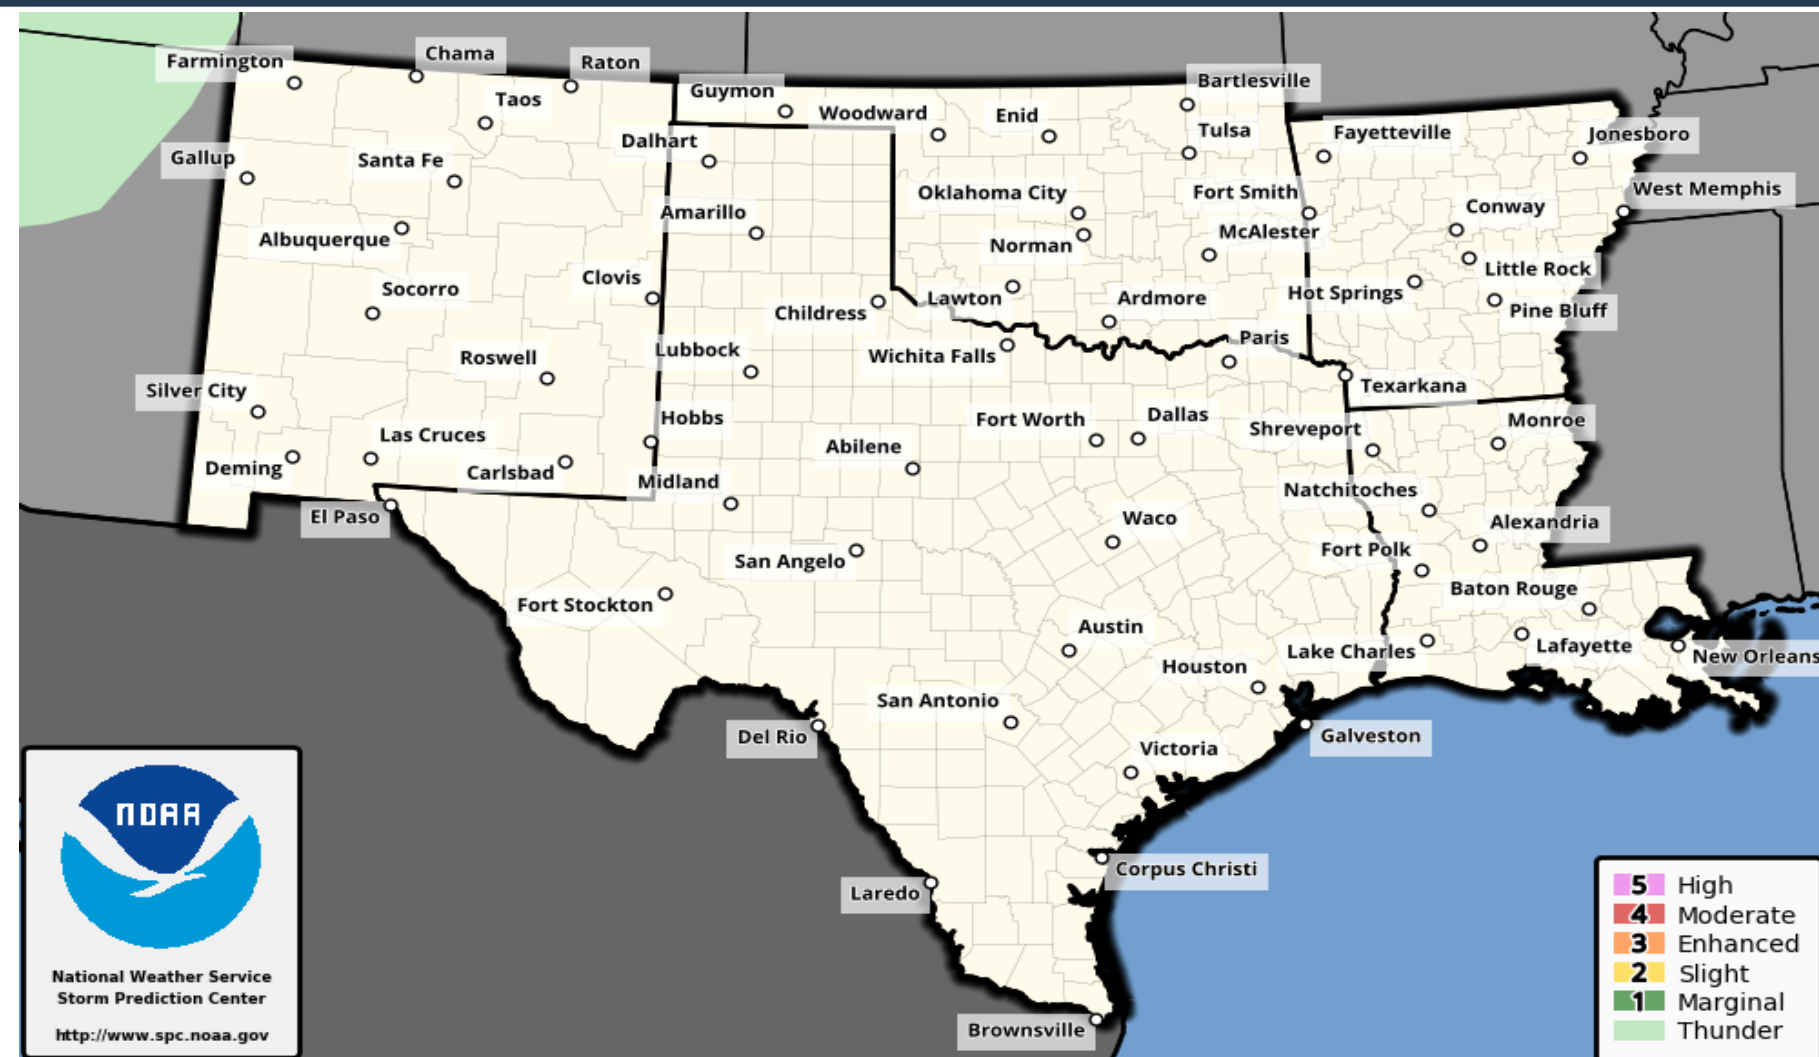 Farmington
Chama
Raton
Taos
Guymon
Woodward
Enid
Bartlesville
Tulsa
Fayetteville
Jonesboro
Gallup
Santa Fe
Dalhart
Oklahoma City
Fort Smith
Conway
West Memphis
Albuquerque
Amarillo
Norman
McAlester
Little Rock
Socorro
Clovis
Childress
Lawton
Ardmore
Hot Springs
Pine Bluff
Roswell
Lubbock
Wichita Falls
Paris
Texarkana
Silver City
Las Cruces
Hobbs
Abilene
Fort Worth
Dallas
Shreveport
Monroe
Deming
Carlsbad
Midland
Natchitoches
El Paso
San Angelo
Waco
Fort Polk
Alexandria
Fort Stockton
Austin
Baton Rouge
Houston
Lake Charles
Lafayette
New Orleans
Del Rio
San Antonio
Victoria
Galveston
Laredo
Corpus Christi
Brownsville
NOAA
National Weather Service
Storm Prediction Center
http://www.spc.noaa.gov
5 High
4 Moderate
3 Enhanced
2 Slight
1 Marginal
Thunder